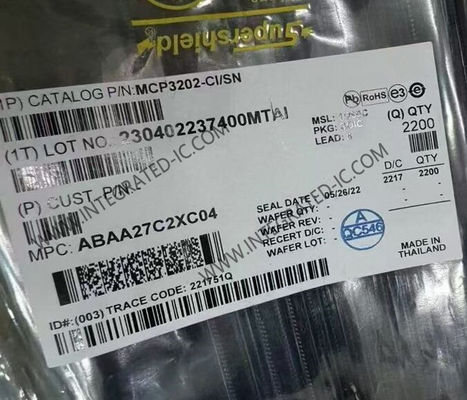 Supershield
(1P) CATALOG P/N: MCP3202-CI/SN
Pb RoHS e3 e
(1T) LOT NO. 230402237400MTAI
MSL:
PKG:
LEAD:
(Q) QTY
2200
(P) CUST. P/N
D/C QTY
2217 2200
MPC: ABAA27C2XC04
SEAL DATE: 05/26/22
WAFER QTY: -
WAFER REV: -
RECERT D/C: -
WAFER LOT: -
A
QC546
MADE IN
THAILAND
ID#: (003) TRACE CODE: 221751Q
WWW.INTEGRATED-IC.COM
WWW.INTEGRATED-IC.COM